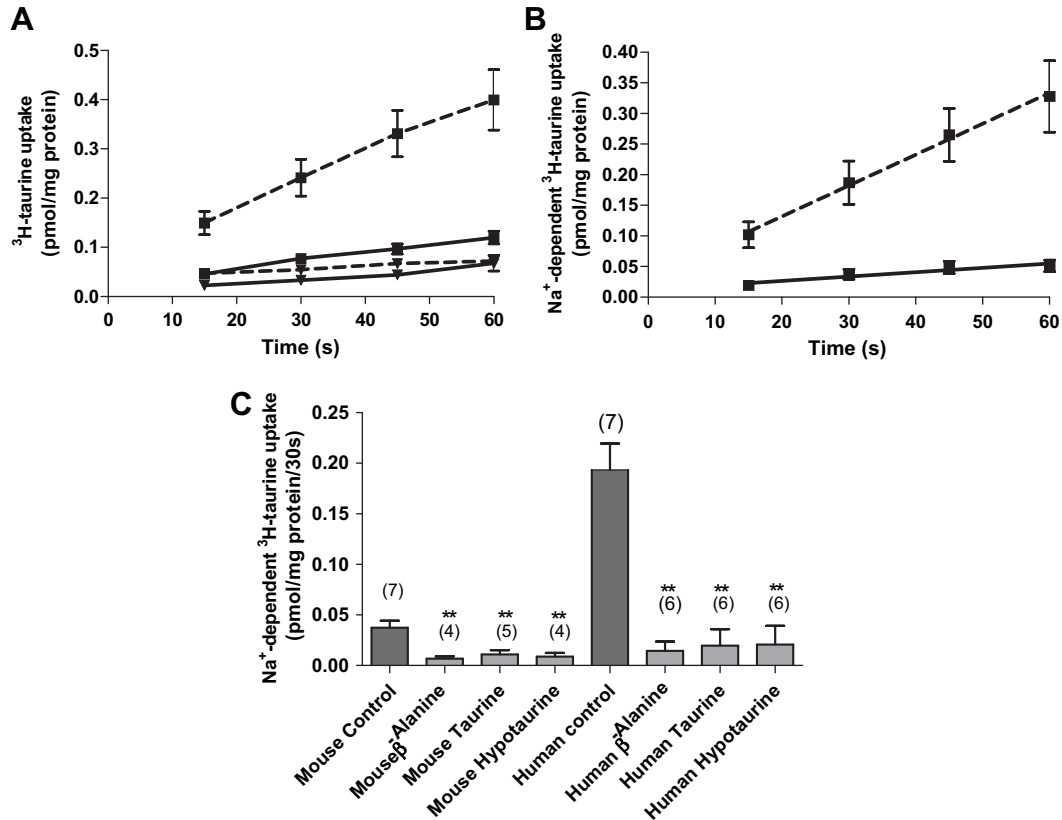 A
³H-taurine uptake
(pmol/mg protein)
0.5
0.4
0.3
0.2
0.1
0.0
0 10 20 30 40 50 60
Time (s)
B
Na⁺-dependent ³H-taurine uptake
(pmol/mg protein)
0.40
0.35
0.30
0.25
0.20
0.15
0.10
0.05
0.00
0 10 20 30 40 50 60
Time (s)
C
Na⁺-dependent ³H-taurine uptake
(pmol/mg protein/30s)
0.25
0.20
0.15
0.10
0.05
0.00
(7)
**
(4)
**
(5)
**
(4)
(7)
**
(6)
**
(6)
**
(6)
Mouse Control
Mouseβ-Alanine
Mouse Taurine
Mouse Hypotaurine
Human control
Human β-Alanine
Human Taurine
Human Hypotaurine